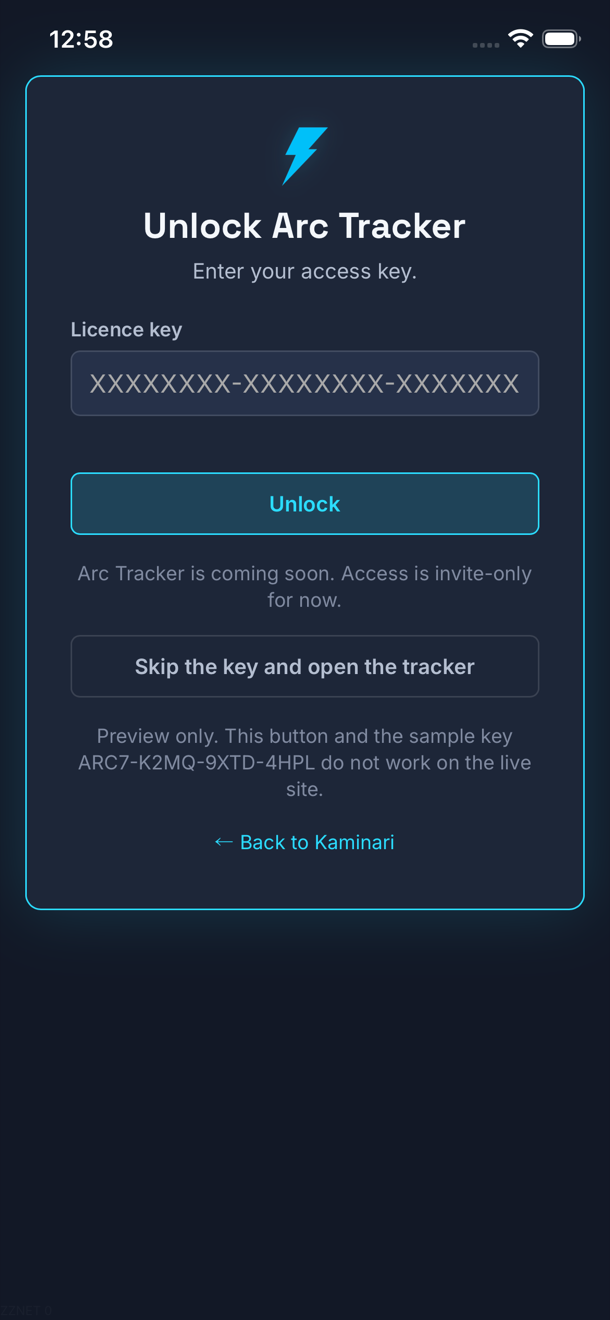 12:58
Unlock Arc Tracker
Enter your access key.
Licence key
XXXXXXXX-XXXXXXXX-XXXXXXX
Unlock
Arc Tracker is coming soon. Access is invite-only
for now.
Skip the key and open the tracker
Preview only. This button and the sample key
ARC7-K2MQ-9XTD-4HPL do not work on the live
site.
← Back to Kaminari